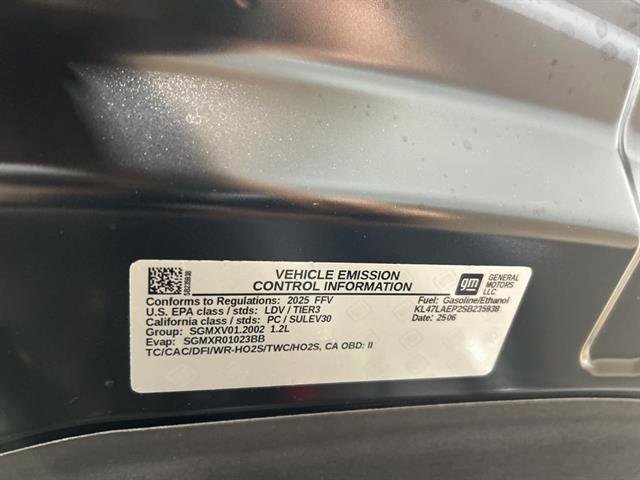 VEHICLE EMISSION
CONTROL INFORMATION
gm GENERAL
MOTORS
LLC
SB235938
Conforms to Regulations: 2025 FFV
Fuel: Gasoline/Ethanol
U.S. EPA class / stds: LDV / TIER3
KL47LAEP2SB235938
California class / stds: PC / SULEV30
Date: 2506
Group: SGMXV01.2002 1.2L
Evap: SGMXR01023BB
TC/CAC/DFI/WR-HO2S/TWC/HO2S, CA OBD: II